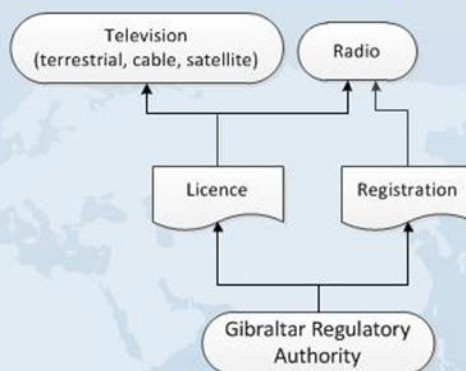 Television
(terrestrial, cable, satellite)
Radio
Licence
Registration
Gibraltar Regulatory
Authority